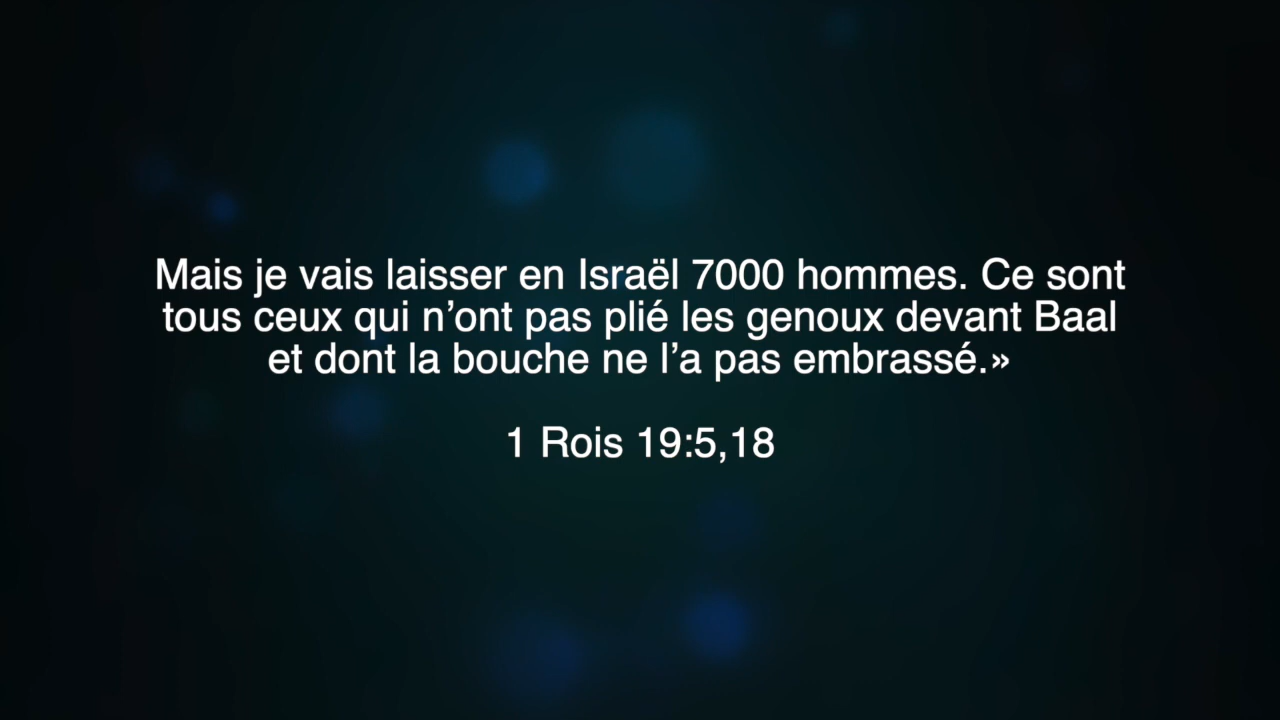 Mais je vais laisser en Israël 7000 hommes. Ce sont
tous ceux qui n’ont pas plié les genoux devant Baal
et dont la bouche ne l’a pas embrassé.»
1 Rois 19:5,18